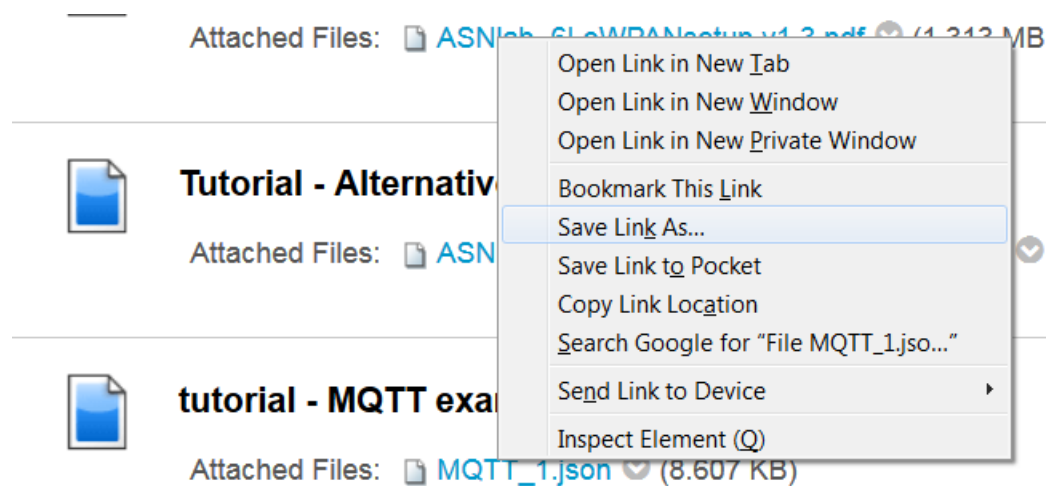 Attached Files: ASNlab_6LoWPANsetup v1.3.pdf (1.313 MB
Open Link in New Tab
Open Link in New Window
Open Link in New Private Window
Tutorial - Alternativ
Bookmark This Link
Save Link As...
Attached Files: ASN
Save Link to Pocket
Copy Link Location
Search Google for “File MQTT_1.jso...”
tutorial - MQTT exa
Send Link to Device
Inspect Element (Q)
Attached Files: MQTT_1.json (8.607 KB)